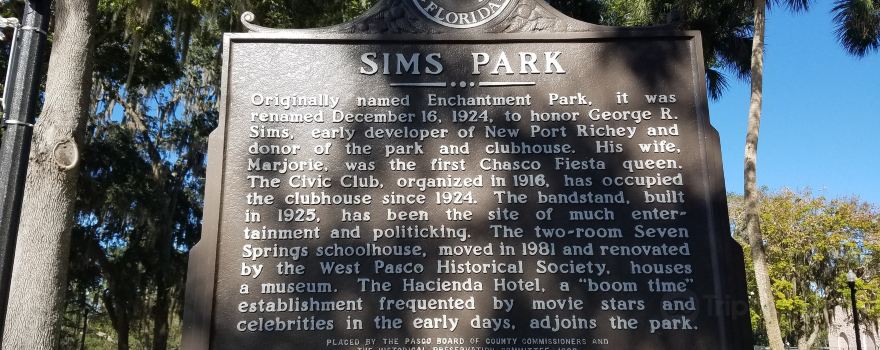 FLORIDA
SIMS PARK
Originally named Enchantment Park, it was
renamed December 16, 1924, to honor George R.
Sims, early developer of New Port Richey and
donor of the park and clubhouse. His wife,
Marjorie, was the first Chasco Fiesta queen.
The Civic Club, organized in 1916, has occupied
the clubhouse since 1924. The bandstand, built
in 1925, has been the site of much enter-
tainment and politicking. The two-room Seven
Springs schoolhouse, moved in 1981 and renovated
by the West Pasco Historical Society, houses
a museum. The Hacienda Hotel, a "boom time"
establishment frequented by movie stars and
celebrities in the early days, adjoins the park.
PLACED BY THE PASCO BOARD OF COUNTY COMMISSIONERS AND
THE HISTORICAL PRESERVATION COMMITTEE